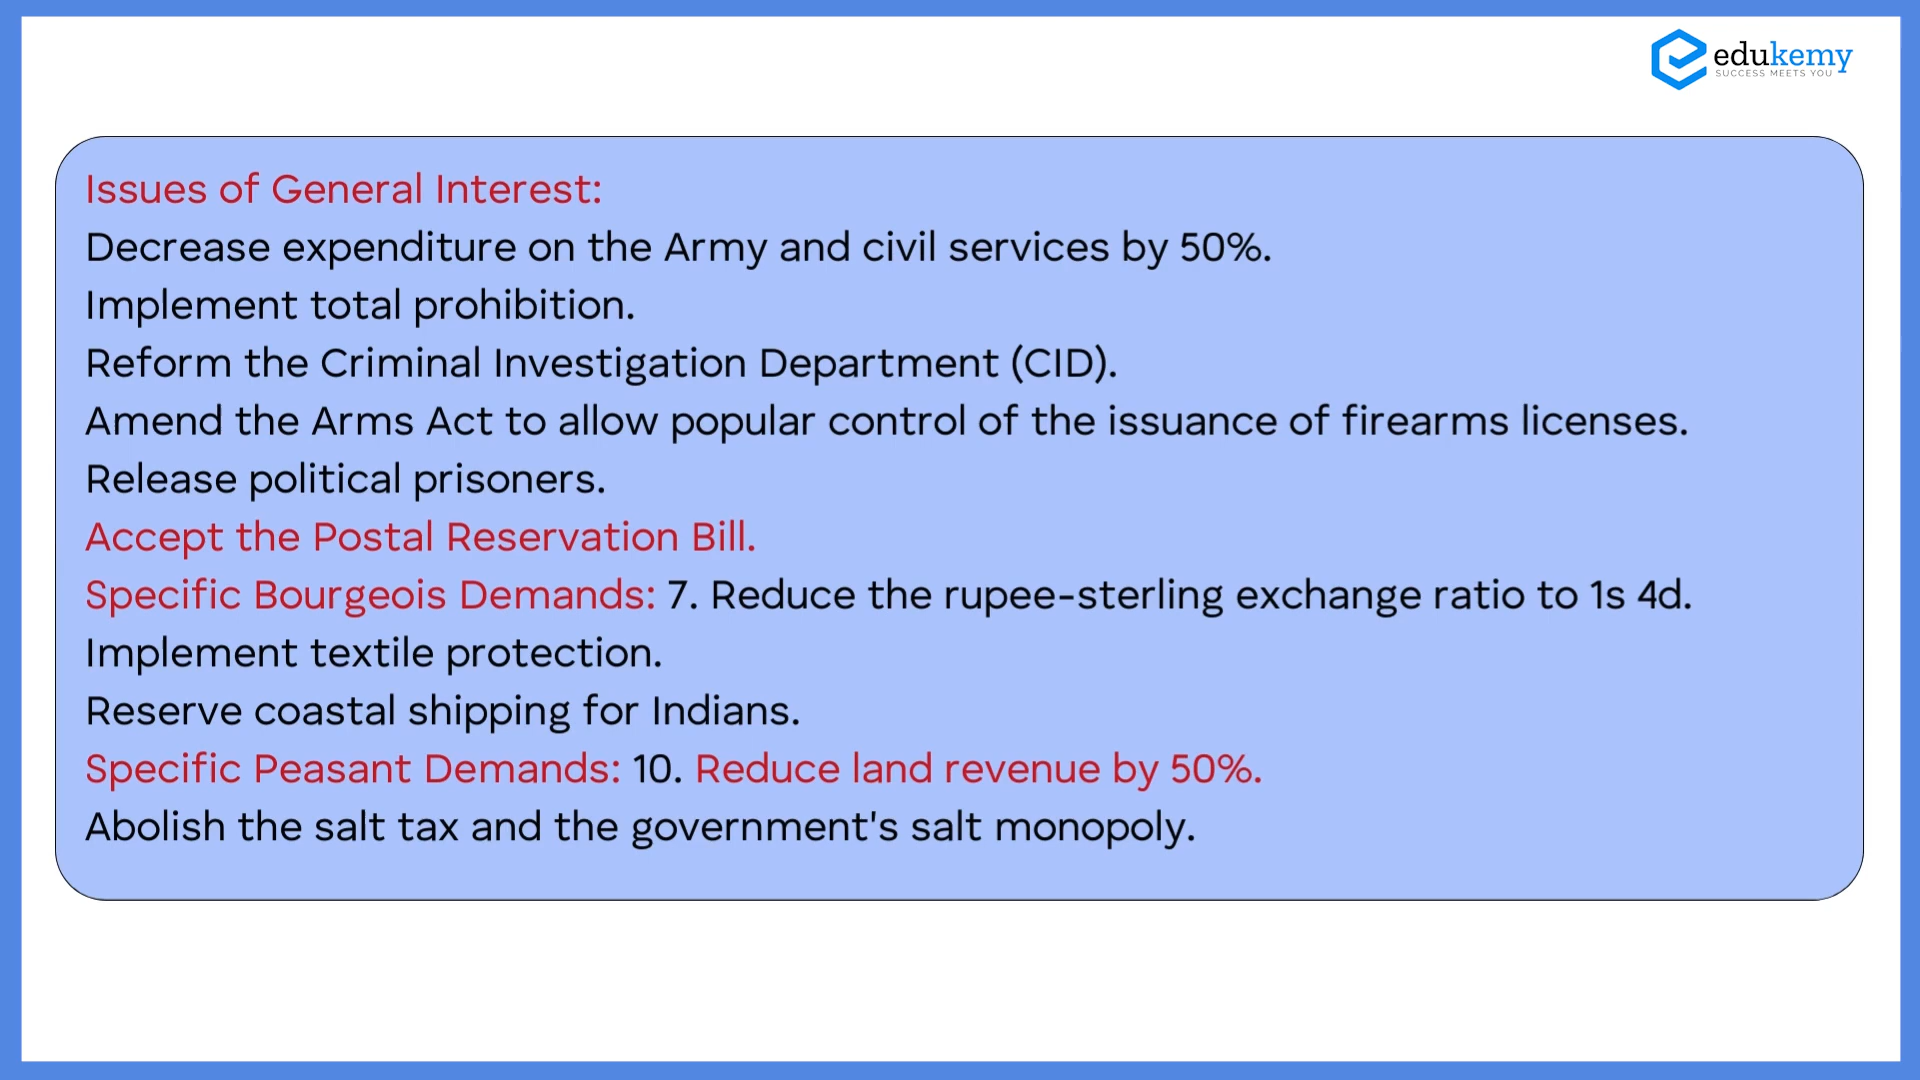 edukemy
SUCCESS MEETS YOU
Issues of General Interest:
Decrease expenditure on the Army and civil services by 50%.
Implement total prohibition.
Reform the Criminal Investigation Department (CID).
Amend the Arms Act to allow popular control of the issuance of firearms licenses.
Release political prisoners.
Accept the Postal Reservation Bill.
Specific Bourgeois Demands: 7. Reduce the rupee-sterling exchange ratio to 1s 4d.
Implement textile protection.
Reserve coastal shipping for Indians.
Specific Peasant Demands: 10. Reduce land revenue by 50%.
Abolish the salt tax and the government's salt monopoly.